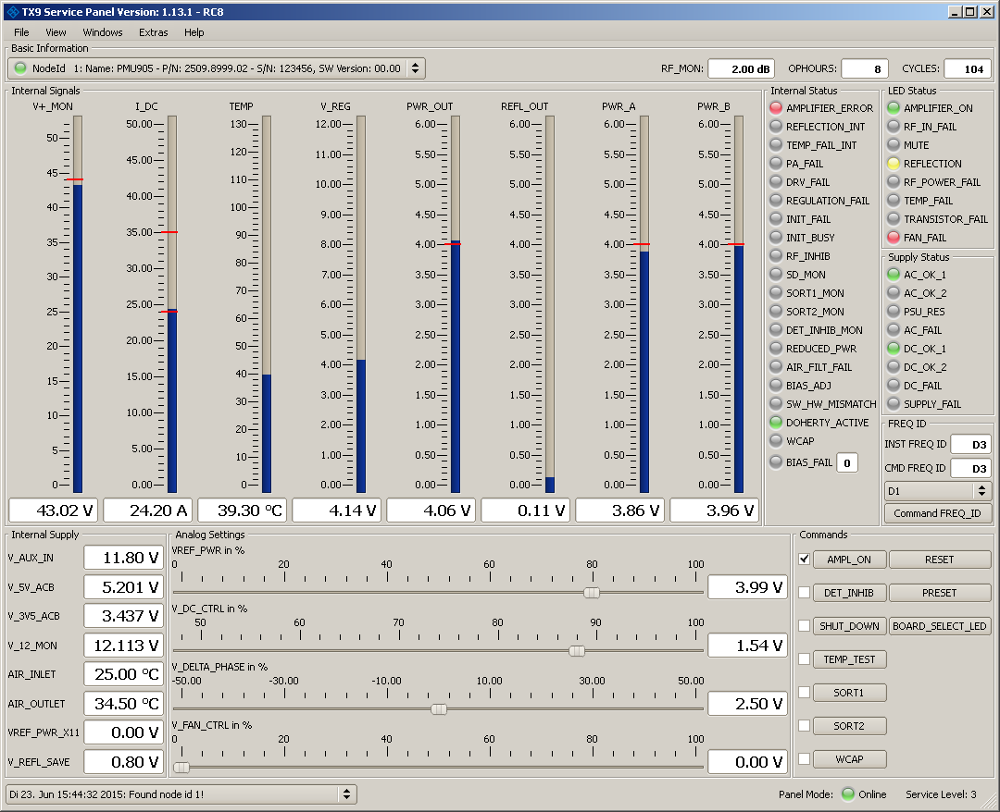 TX9 Service Panel Version: 1.13.1 - RC8
File View Windows Extras Help
Basic Information
NodeId 1: Name: PMU905 - P/N: 2509.8999.02 - S/N: 123456, SW Version: 00.00
RF_MON: 2.00 dB OPHOURS: 8 CYCLES: 104
Internal Signals
V+_MON
50
45
40
35
30
25
20
15
10
5
0
43.02 V
I_DC
50.00
45.00
40.00
35.00
30.00
25.00
20.00
15.00
10.00
5.00
0.00
24.20 A
TEMP
130
120
110
100
90
80
70
60
50
40
30
20
10
0
39.30 °C
V_REG
12.00
11.00
10.00
9.00
8.00
7.00
6.00
5.00
4.00
3.00
2.00
1.00
0.00
4.14 V
PWR_OUT
6.00
5.50
5.00
4.50
4.00
3.50
3.00
2.50
2.00
1.50
1.00
0.50
0.00
4.06 V
REFL_OUT
6.00
5.50
5.00
4.50
4.00
3.50
3.00
2.50
2.00
1.50
1.00
0.50
0.00
0.11 V
PWR_A
6.00
5.50
5.00
4.50
4.00
3.50
3.00
2.50
2.00
1.50
1.00
0.50
0.00
3.86 V
PWR_B
6.00
5.50
5.00
4.50
4.00
3.50
3.00
2.50
2.00
1.50
1.00
0.50
0.00
3.96 V
Internal Status
AMPLIFIER_ERROR
REFLECTION_INT
TEMP_FAIL_INT
PA_FAIL
DRV_FAIL
REGULATION_FAIL
INIT_FAIL
INIT_BUSY
RF_INHIB
SD_MON
SORT1_MON
SORT2_MON
DET_INHIB_MON
REDUCED_PWR
AIR_FILT_FAIL
BIAS_ADJ
SW_HW_MISMATCH
DOHERTY_ACTIVE
WCAP
BIAS_FAIL 0
LED Status
AMPLIFIER_ON
RF_IN_FAIL
MUTE
REFLECTION
RF_POWER_FAIL
TEMP_FAIL
TRANSISTOR_FAIL
FAN_FAIL
Supply Status
AC_OK_1
AC_OK_2
PSU_RES
AC_FAIL
DC_OK_1
DC_OK_2
DC_FAIL
SUPPLY_FAIL
FREQ ID
INST FREQ ID D3
CMD FREQ ID D3
D1
Command FREQ_ID
Internal Supply
V_AUX_IN 11.80 V
V_5V_ACB 5.201 V
V_3V5_ACB 3.437 V
V_12_MON 12.113 V
AIR_INLET 25.00 °C
AIR_OUTLET 34.50 °C
VREF_PWR_X11 0.00 V
V_REFL_SAVE 0.80 V
Analog Settings
VREF_PWR in %
0 20 40 60 80 100
3.99 V
V_DC_CTRL in %
50 60 70 80 90 100
1.54 V
V_DELTA_PHASE in %
-50.00 -30.00 -10.00 10.00 30.00 50.00
2.50 V
V_FAN_CTRL in %
0 20 40 60 80 100
0.00 V
Commands
AMPL_ON RESET
DET_INHIB PRESET
SHUT_DOWN BOARD_SELECT_LED
TEMP_TEST
SORT1
SORT2
WCAP
Di 23. Jun 15:44:32 2015: Found node id 1!
Panel Mode: Online Service Level: 3